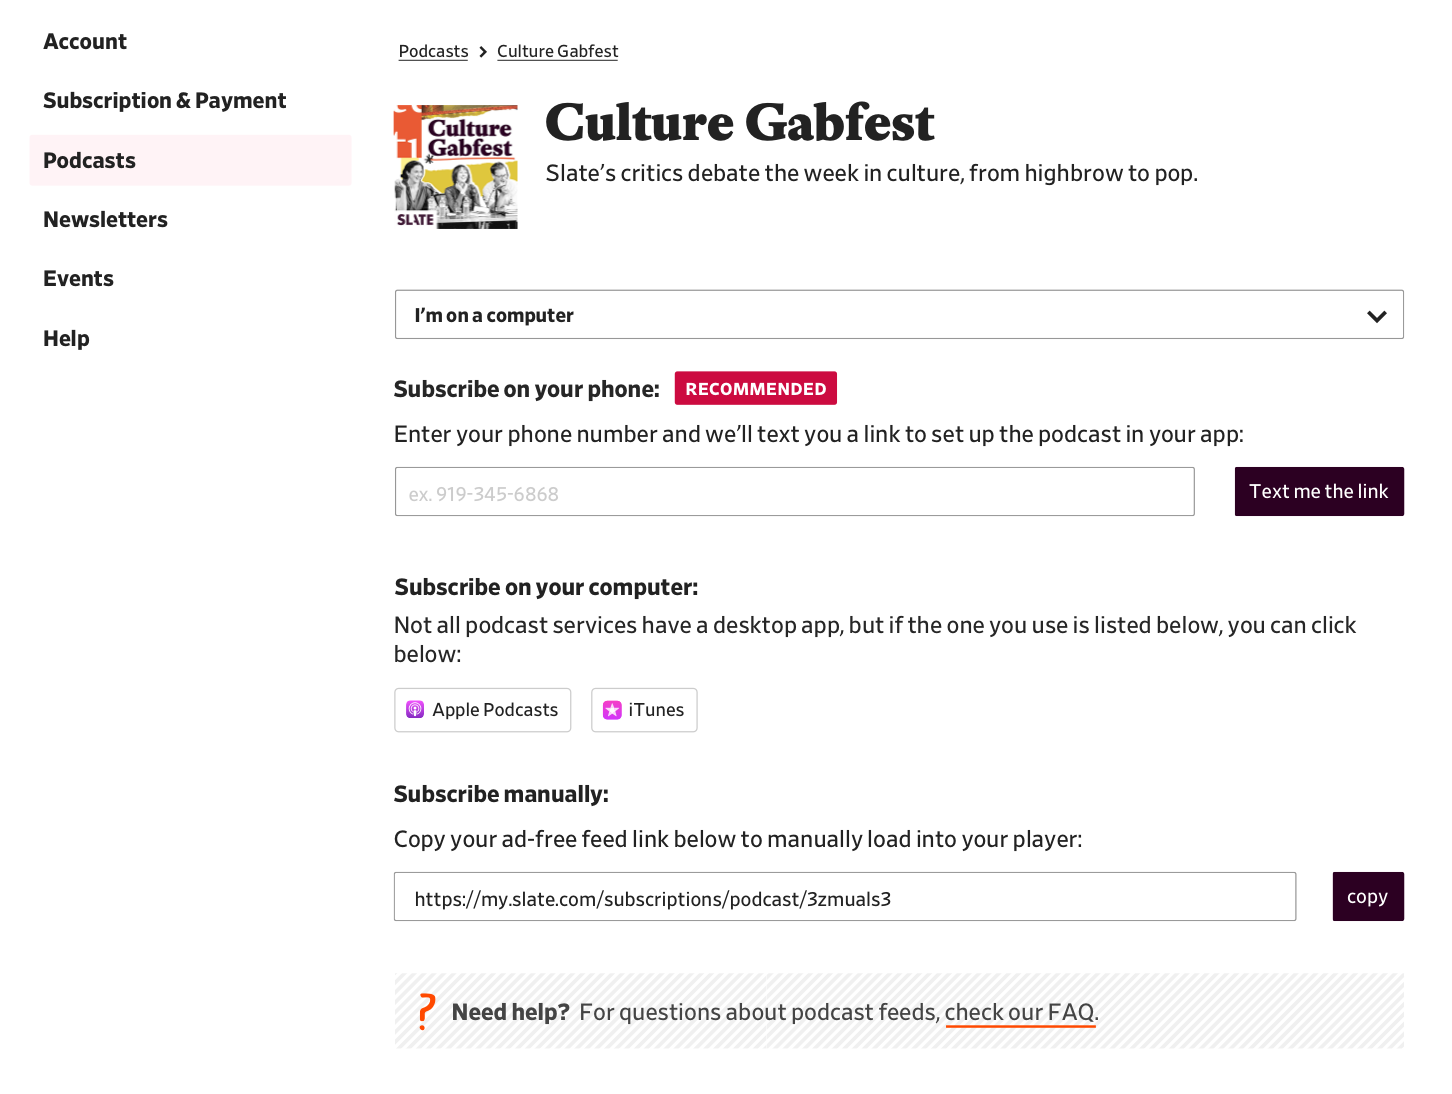 Account
Subscription & Payment
Podcasts
Newsletters
Events
Help
Podcasts > Culture Gabfest
Culture
Gabfest
SLATE
Culture Gabfest
Slate’s critics debate the week in culture, from highbrow to pop.
I’m on a computer
Subscribe on your phone: RECOMMENDED
Enter your phone number and we’ll text you a link to set up the podcast in your app:
ex. 919-345-6868
Text me the link
Subscribe on your computer:
Not all podcast services have a desktop app, but if the one you use is listed below, you can click
below:
Apple Podcasts
iTunes
Subscribe manually:
Copy your ad-free feed link below to manually load into your player:
https://my.slate.com/subscriptions/podcast/3zmuals3
copy
? Need help? For questions about podcast feeds, check our FAQ.